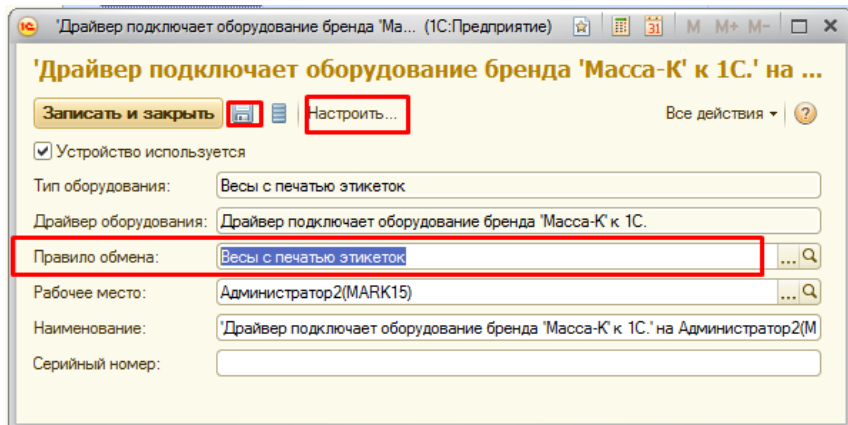 1С 'Драйвер подключает оборудование бренда 'Ма... (1С:Предприятие) 31 M M+ M-
'Драйвер подключает оборудование бренда 'Масса-К' к 1С.' на ...
Записать и закрыть Настроить... Все действия ?
Устройство используется
Тип оборудования: Весы с печатью этикеток
Драйвер оборудования: Драйвер подключает оборудование бренда 'Масса-К' к 1С.
Правило обмена: Весы с печатью этикеток ...
Рабочее место: Администратор2(MARK15) ...
Наименование: 'Драйвер подключает оборудование бренда 'Масса-К' к 1С.' на Администратор2(М
Серийный номер: